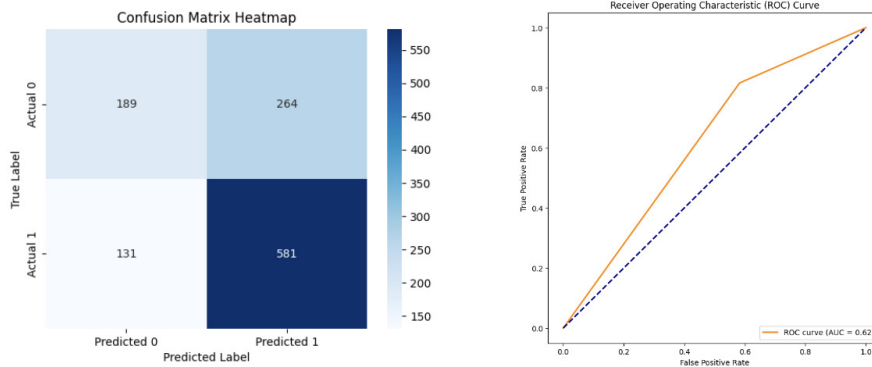 Confusion Matrix Heatmap
Actual 0
189
264
Actual 1
131
581
True Label
Predicted 0
Predicted 1
Predicted Label
550
500
450
400
350
300
250
200
150
Receiver Operating Characteristic (ROC) Curve
1.0
0.8
0.6
0.4
0.2
0.0
True Positive Rate
ROC curve (AUC = 0.62
0.0
0.2
0.4
0.6
0.8
1.0
False Positive Rate